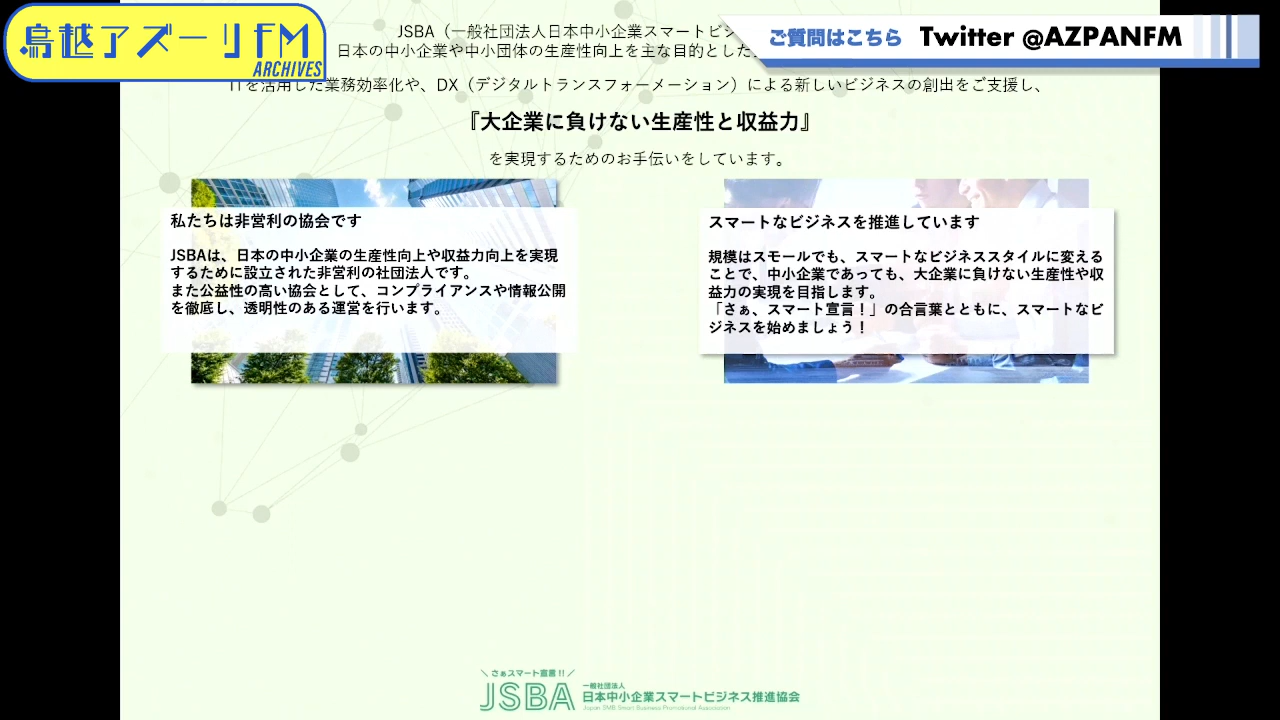 鳥越アズーリFM
ARCHIVES
ご質問はこちら Twitter @AZPANFM
JSBA（一般社団法人日本中小企業スマートビジ
日本の中小企業や中小団体の生産性向上を主な目的とした
ITを活用した業務効率化や、DX（デジタルトランスフォーメーション）による新しいビジネスの創出をご支援し、
『大企業に負けない生産性と収益力』
を実現するためのお手伝いをしています。
私たちは非営利の協会です
JSBAは、日本の中小企業の生産性向上や収益力向上を実現
するために設立された非営利の社団法人です。
また公益性の高い協会として、コンプライアンスや情報公開
を徹底し、透明性のある運営を行います。
スマートなビジネスを推進しています
規模はスモールでも、スマートなビジネススタイルに変える
ことで、中小企業であっても、大企業に負けない生産性や収
益力の実現を目指します。
「さぁ、スマート宣言！」の合言葉とともに、スマートなビ
ジネスを始めましょう！
＼ さぁスマート宣言!! ／
JSBA
一般社団法人
日本中小企業スマートビジネス推進協会
Japan SMB Smart Business Promotional Association